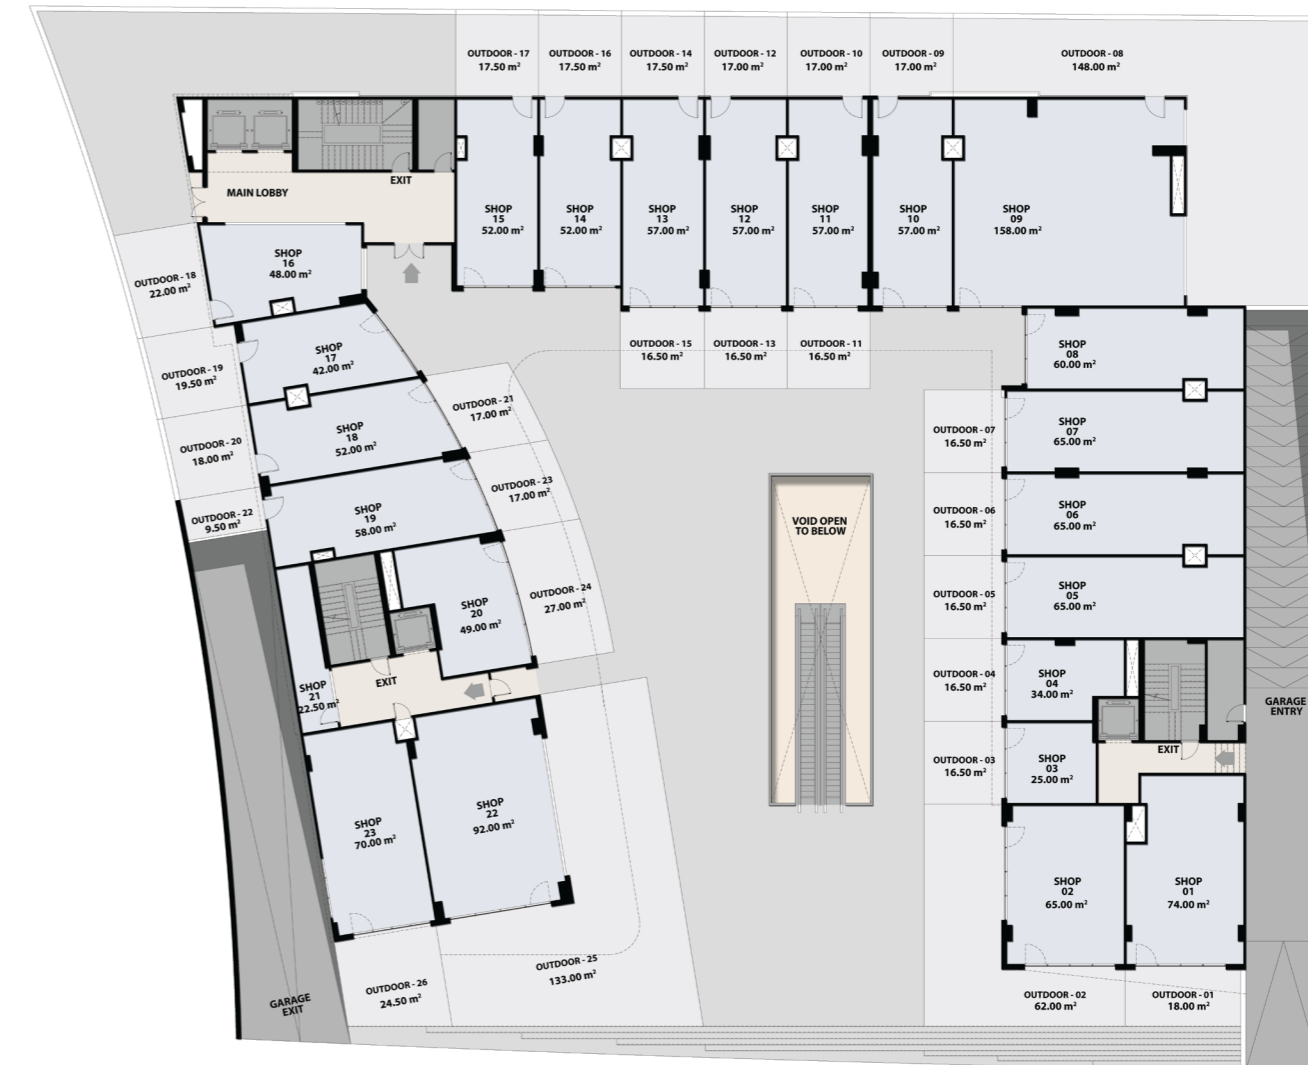 OUTDOOR - 17
17.50 m²
OUTDOOR - 16
17.50 m²
OUTDOOR - 14
17.50 m²
OUTDOOR - 12
17.00 m²
OUTDOOR - 10
17.00 m²
OUTDOOR - 09
17.00 m²
OUTDOOR - 08
148.00 m²
MAIN LOBBY
EXIT
SHOP
15
52.00 m²
SHOP
14
52.00 m²
SHOP
13
57.00 m²
SHOP
12
57.00 m²
SHOP
11
57.00 m²
SHOP
10
57.00 m²
SHOP
09
158.00 m²
SHOP
16
48.00 m²
OUTDOOR - 18
22.00 m²
OUTDOOR - 15
16.50 m²
OUTDOOR - 13
16.50 m²
OUTDOOR - 11
16.50 m²
SHOP
08
60.00 m²
SHOP
17
42.00 m²
OUTDOOR - 19
19.50 m²
OUTDOOR - 21
17.00 m²
SHOP
18
52.00 m²
OUTDOOR - 20
18.00 m²
OUTDOOR - 07
16.50 m²
SHOP
07
65.00 m²
OUTDOOR - 23
17.00 m²
SHOP
19
58.00 m²
OUTDOOR - 22
9.50 m²
VOID OPEN
TO BELOW
OUTDOOR - 06
16.50 m²
SHOP
06
65.00 m²
OUTDOOR - 24
27.00 m²
SHOP
20
49.00 m²
OUTDOOR - 05
16.50 m²
SHOP
05
65.00 m²
EXIT
SHOP
21
22.50 m²
OUTDOOR - 04
16.50 m²
SHOP
04
34.00 m²
GARAGE
ENTRY
EXIT
OUTDOOR - 03
16.50 m²
SHOP
03
25.00 m²
SHOP
22
92.00 m²
SHOP
23
70.00 m²
SHOP
02
65.00 m²
SHOP
01
74.00 m²
OUTDOOR - 25
133.00 m²
OUTDOOR - 26
24.50 m²
GARAGE
EXIT
OUTDOOR - 02
62.00 m²
OUTDOOR - 01
18.00 m²